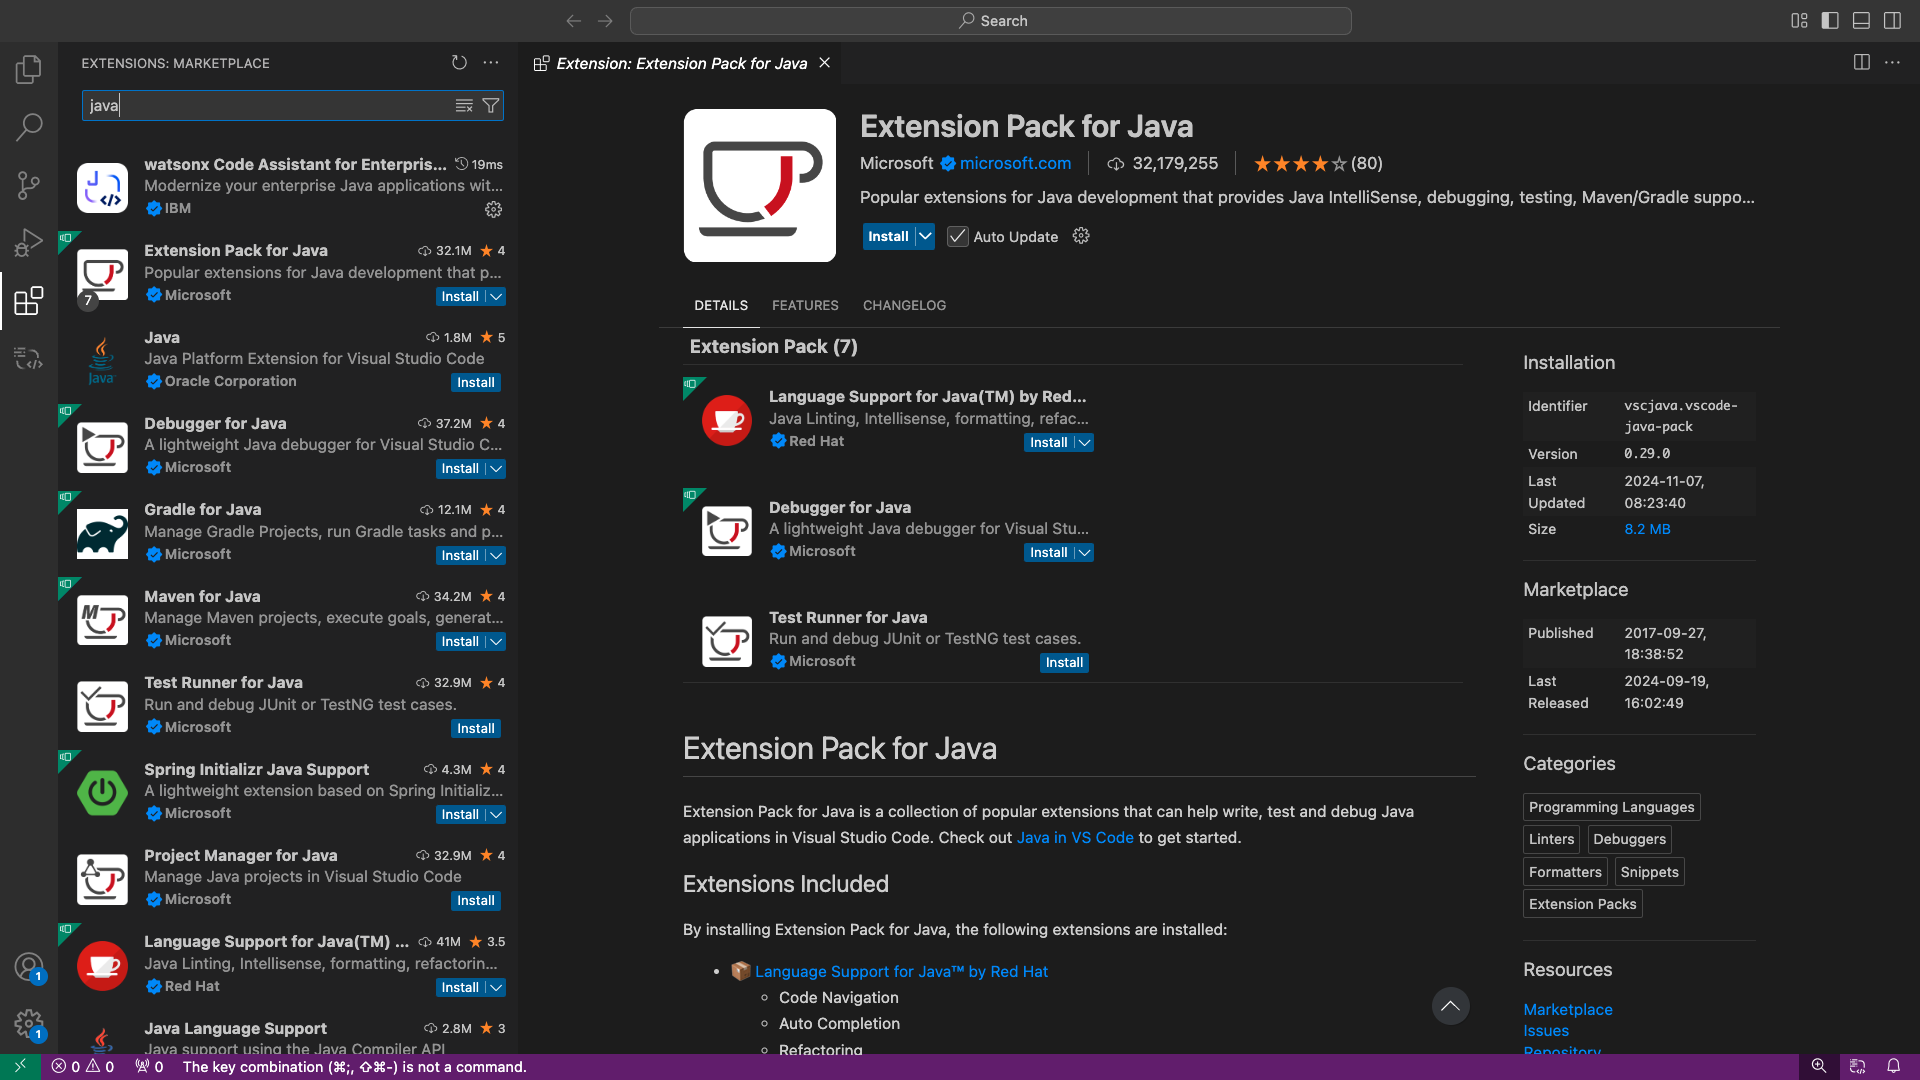 Search
EXTENSIONS: MARKETPLACE
java
watsonx Code Assistant for Enterpris... 19ms
Modernize your enterprise Java applications wit...
IBM
Extension Pack for Java 32.1M 4
Popular extensions for Java development that p...
7
Microsoft Install
Java 1.8M 5
Java Platform Extension for Visual Studio Code
Java
Oracle Corporation Install
Debugger for Java 37.2M 4
A lightweight Java debugger for Visual Studio C...
Microsoft Install
Gradle for Java 12.1M 4
Manage Gradle Projects, run Gradle tasks and p...
Microsoft Install
Maven for Java 34.2M 4
M
Manage Maven projects, execute goals, generat...
Microsoft Install
Test Runner for Java 32.9M 4
Run and debug JUnit or TestNG test cases.
Microsoft Install
Spring Initializr Java Support 4.3M 4
A lightweight extension based on Spring Initializ...
Microsoft Install
Project Manager for Java 32.9M 4
Manage Java projects in Visual Studio Code
Microsoft Install
Language Support for Java(TM) ... 41M 3.5
Java Linting, Intellisense, formatting, refactorin...
Red Hat Install
Java Language Support 2.8M 3
Java support using the Java Compiler API
1
1
Extension: Extension Pack for Java
Extension Pack for Java
Microsoft microsoft.com 32,179,255 (80)
Popular extensions for Java development that provides Java IntelliSense, debugging, testing, Maven/Gradle suppo...
Install Auto Update
DETAILS FEATURES CHANGELOG
Extension Pack (7)
Language Support for Java(TM) by Red...
Java Linting, Intellisense, formatting, refac...
Red Hat Install
Debugger for Java
A lightweight Java debugger for Visual Stu...
Microsoft Install
Test Runner for Java
Run and debug JUnit or TestNG test cases.
Microsoft Install
Extension Pack for Java
Extension Pack for Java is a collection of popular extensions that can help write, test and debug Java
applications in Visual Studio Code. Check out Java in VS Code to get started.
Extensions Included
By installing Extension Pack for Java, the following extensions are installed:
• 📦 Language Support for Java™ by Red Hat
Code Navigation
Auto Completion
Refactoring
Installation
Identifier vscjava.vscode-
java-pack
Version 0.29.0
Last 2024-11-07,
Updated 08:23:40
Size 8.2 MB
Marketplace
Published 2017-09-27,
18:38:52
Last 2024-09-19,
Released 16:02:49
Categories
Programming Languages
Linters Debuggers
Formatters Snippets
Extension Packs
Resources
Marketplace
Issues
Repository
0 0 0 The key combination (⌘;, ⇧⌘-) is not a command.